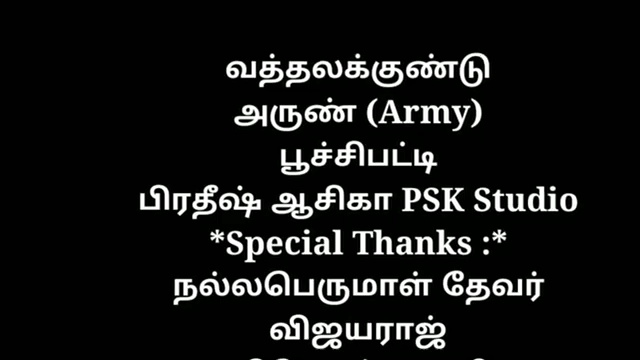 வத்தலக்குண்டு
அருண் (Army)
பூச்சிபட்டி
பிரதீஷ் ஆசிகா PSK Studio
*Special Thanks :*
நல்லபெருமாள் தேவர்
விஜயராஜ்